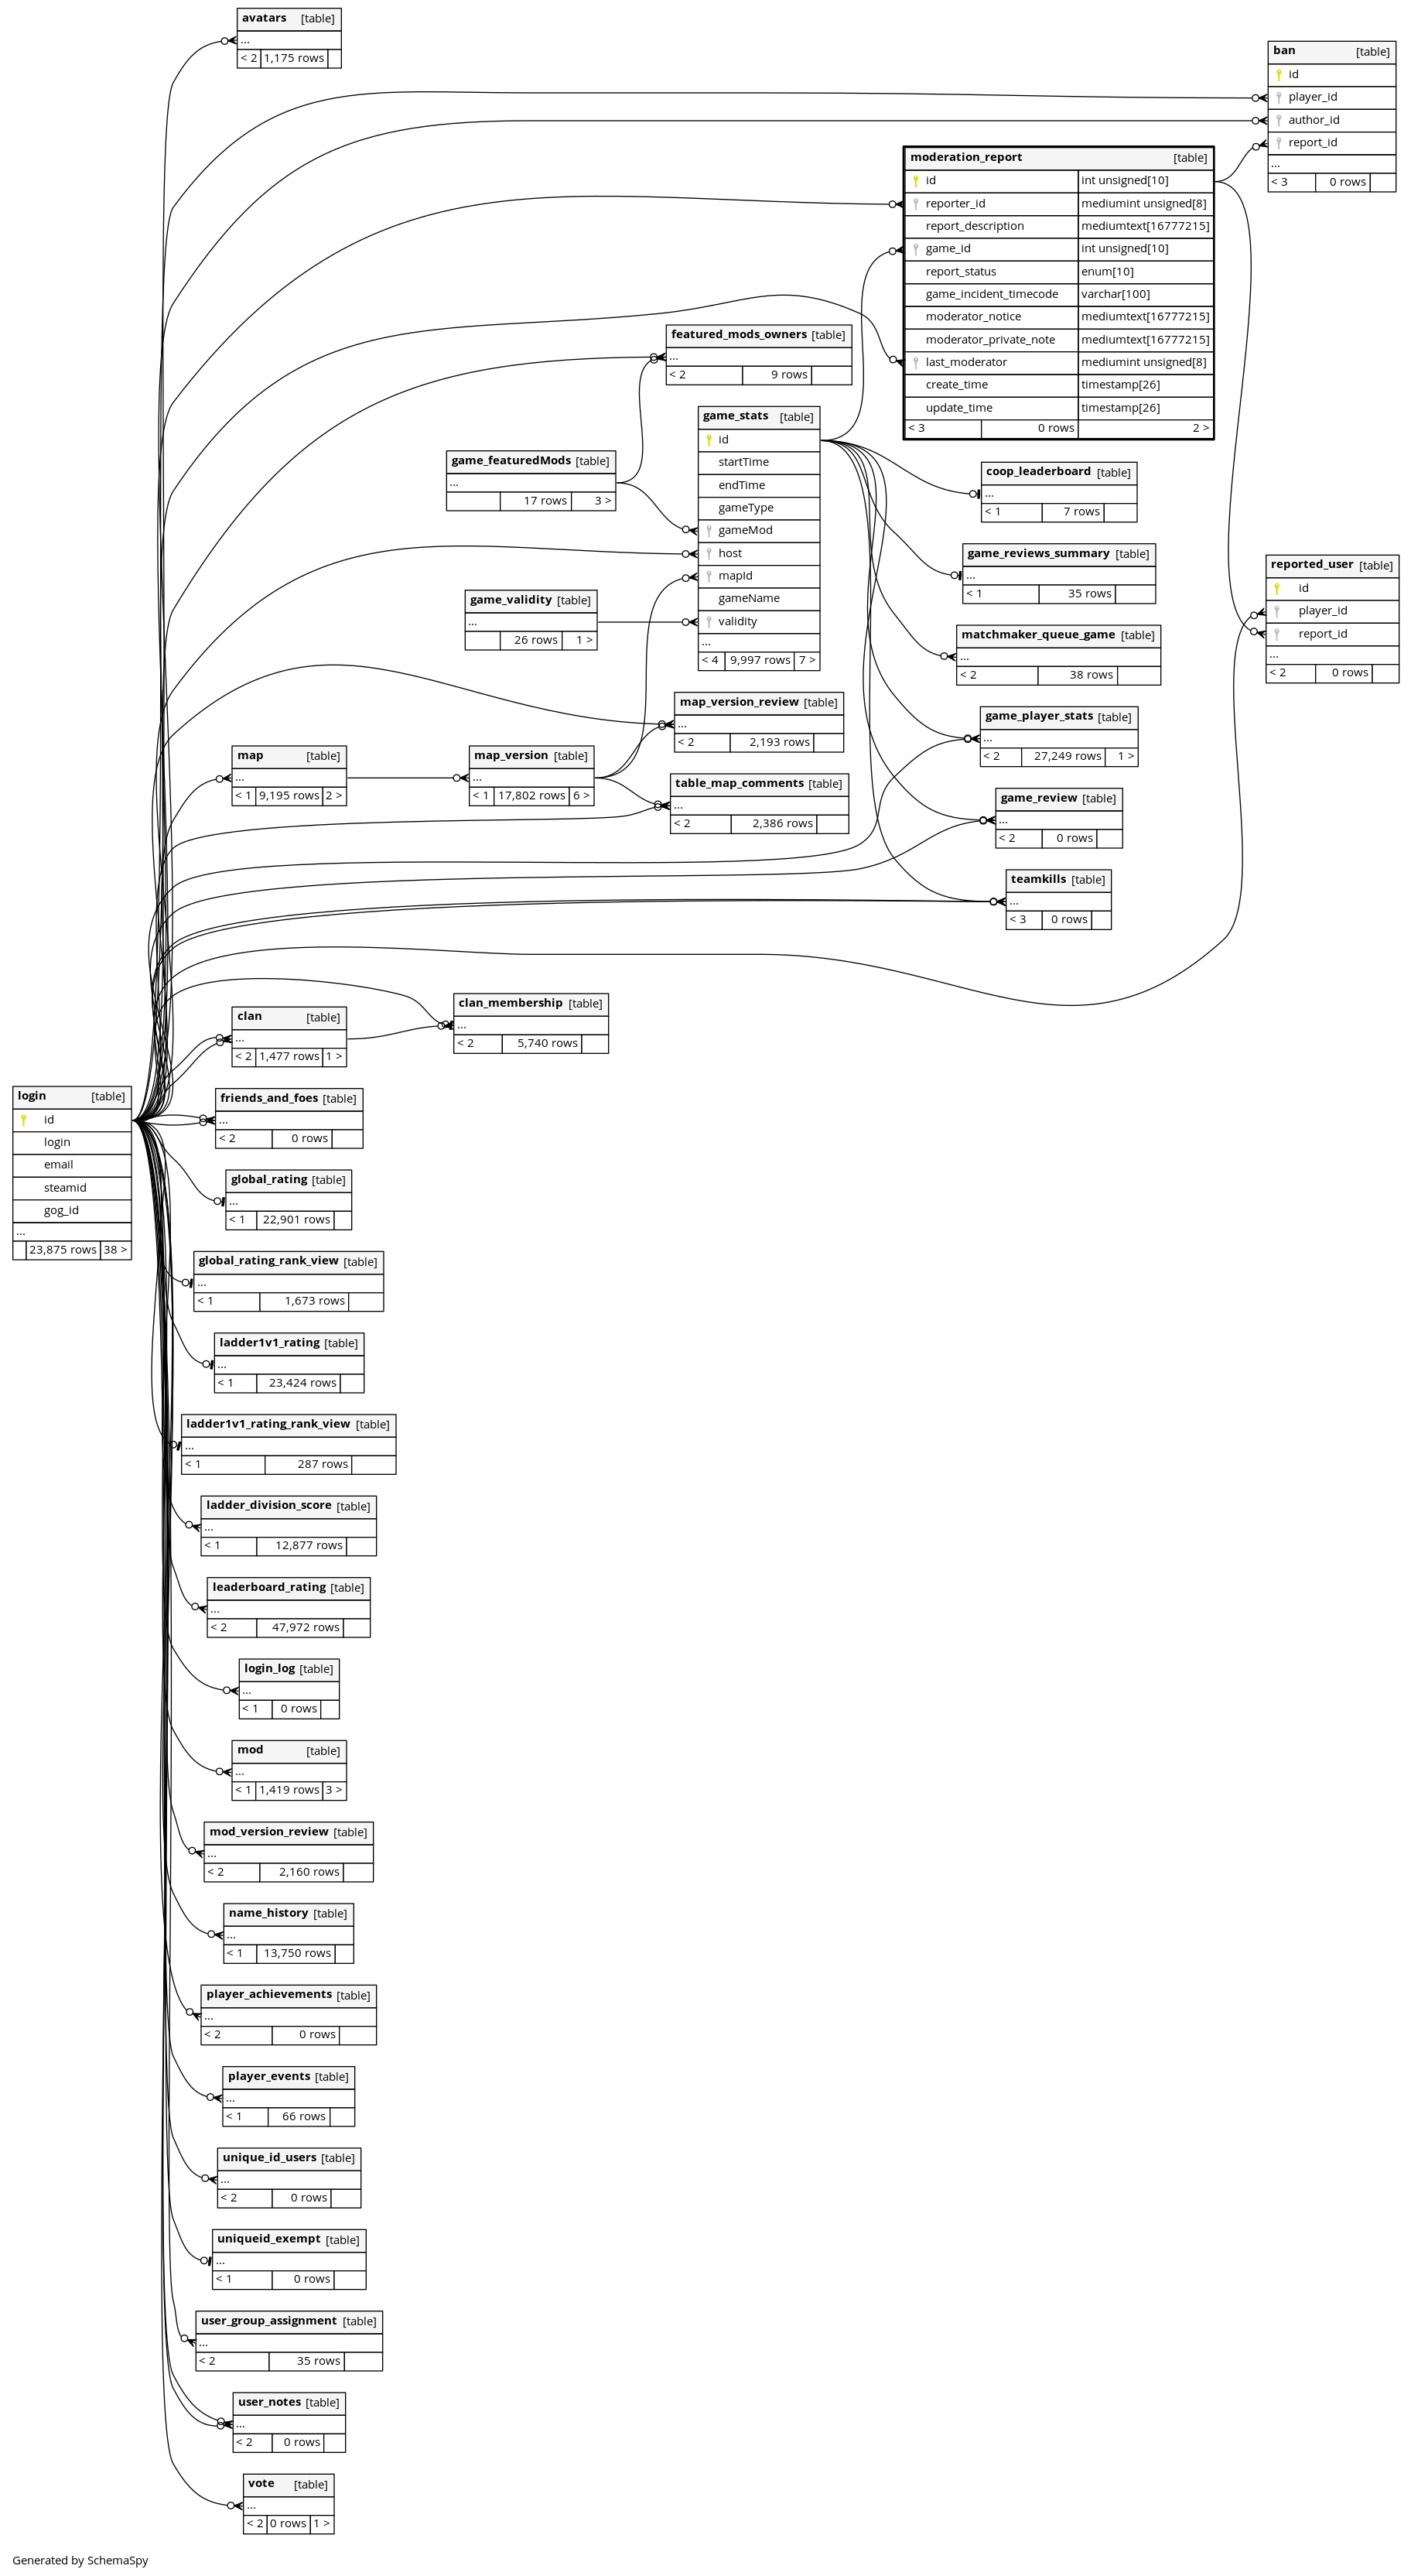 avatars [table]
...
< 2 1,175 rows
ban [table]
id
player_id
author_id
report_id
...
< 3 0 rows
moderation_report [table]
id int unsigned[10]
reporter_id mediumint unsigned[8]
report_description mediumtext[16777215]
game_id int unsigned[10]
report_status enum[10]
game_incident_timecode varchar[100]
moderator_notice mediumtext[16777215]
moderator_private_note mediumtext[16777215]
last_moderator mediumint unsigned[8]
create_time timestamp[26]
update_time timestamp[26]
< 3 0 rows 2 >
featured_mods_owners [table]
...
< 2 9 rows
game_stats [table]
id
startTime
endTime
gameType
gameMod
host
mapId
gameName
validity
...
< 4 9,997 rows 7 >
game_featuredMods [table]
...
17 rows 3 >
coop_leaderboard [table]
...
< 1 7 rows
game_reviews_summary [table]
...
< 1 35 rows
reported_user [table]
id
player_id
report_id
...
< 2 0 rows
game_validity [table]
...
26 rows 1 >
matchmaker_queue_game [table]
...
< 2 38 rows
map_version_review [table]
...
< 2 2,193 rows
game_player_stats [table]
...
< 2 27,249 rows 1 >
map [table]
...
< 1 9,195 rows 2 >
map_version [table]
...
< 1 17,802 rows 6 >
table_map_comments [table]
...
< 2 2,386 rows
game_review [table]
...
< 2 0 rows
teamkills [table]
...
< 3 0 rows
clan_membership [table]
...
< 2 5,740 rows
clan [table]
...
< 2 1,477 rows 1 >
login [table]
id
login
email
steamid
gog_id
...
23,875 rows 38 >
friends_and_foes [table]
...
< 2 0 rows
global_rating [table]
...
< 1 22,901 rows
global_rating_rank_view [table]
...
< 1 1,673 rows
ladder1v1_rating [table]
...
< 1 23,424 rows
ladder1v1_rating_rank_view [table]
...
< 1 287 rows
ladder_division_score [table]
...
< 1 12,877 rows
leaderboard_rating [table]
...
< 2 47,972 rows
login_log [table]
...
< 1 0 rows
mod [table]
...
< 1 1,419 rows 3 >
mod_version_review [table]
...
< 2 2,160 rows
name_history [table]
...
< 1 13,750 rows
player_achievements [table]
...
< 2 0 rows
player_events [table]
...
< 1 66 rows
unique_id_users [table]
...
< 2 0 rows
uniqueid_exempt [table]
...
< 1 0 rows
user_group_assignment [table]
...
< 2 35 rows
user_notes [table]
...
< 2 0 rows
vote [table]
...
< 2 0 rows 1 >
Generated by SchemaSpy